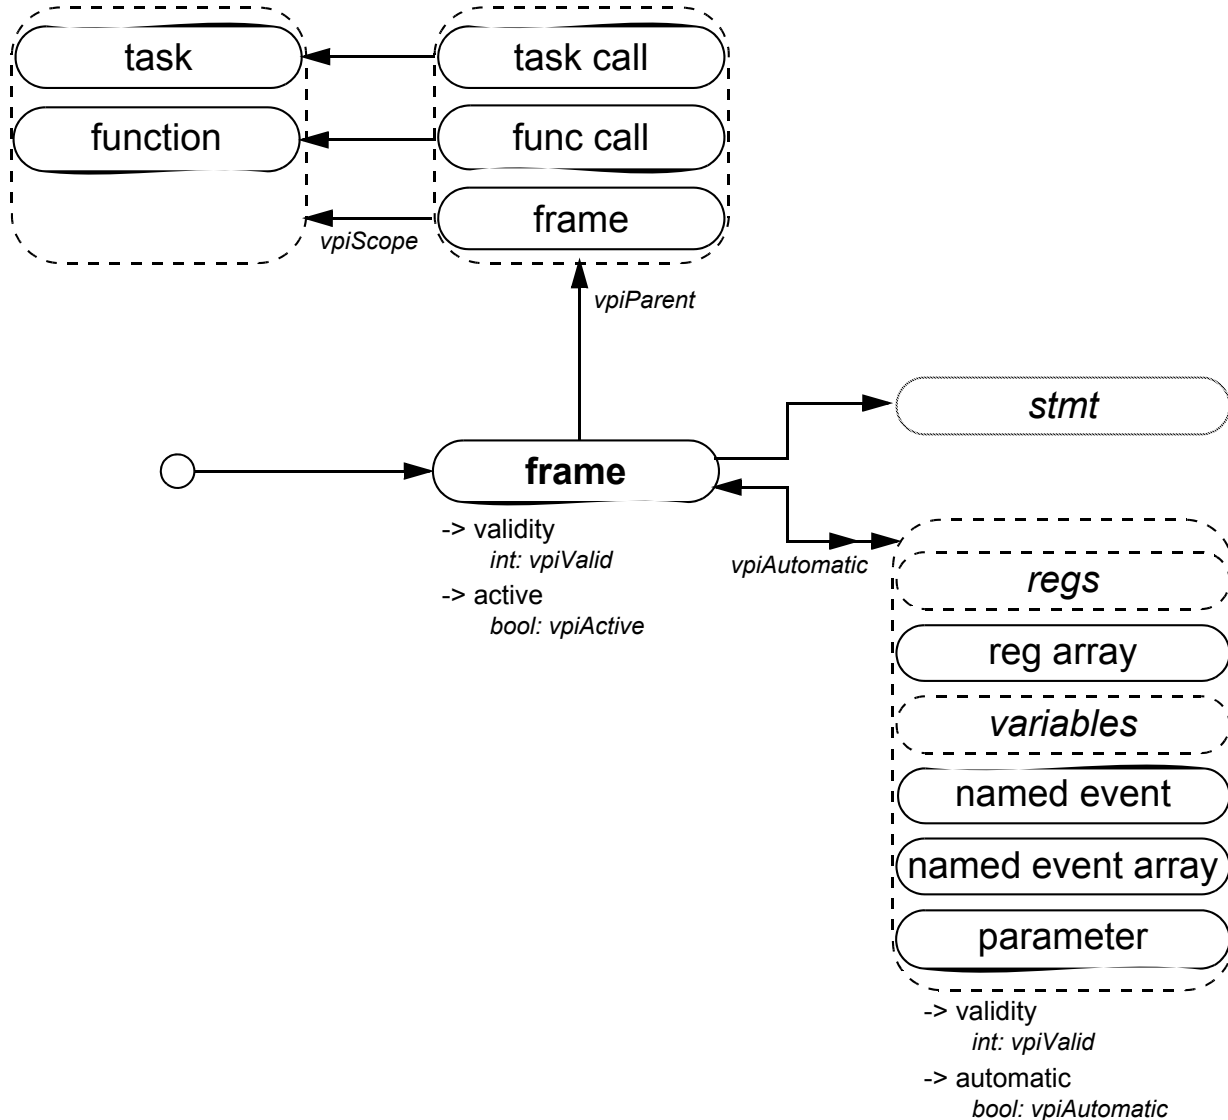 task
task call
function
func call
frame
vpiScope
vpiParent
stmt
frame
-> validity
int: vpiValid
-> active
bool: vpiActive
vpiAutomatic
regs
reg array
variables
named event
named event array
parameter
-> validity
int: vpiValid
-> automatic
bool: vpiAutomatic